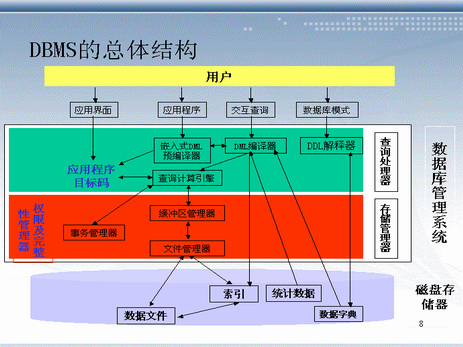 DBMS的总体结构
用户
应用界面
应用程序
交互查询
数据库模式
嵌入式DML
预编译器
DML编译器
DDL解释器
应用程序
目标码
查询计算引擎
查询处理器
数据库管理系统
权限及完整
性管理器
缓冲区管理器
事务管理器
文件管理器
存储管理器
索引
统计数据
数据文件
数据字典
磁盘存
储器
8